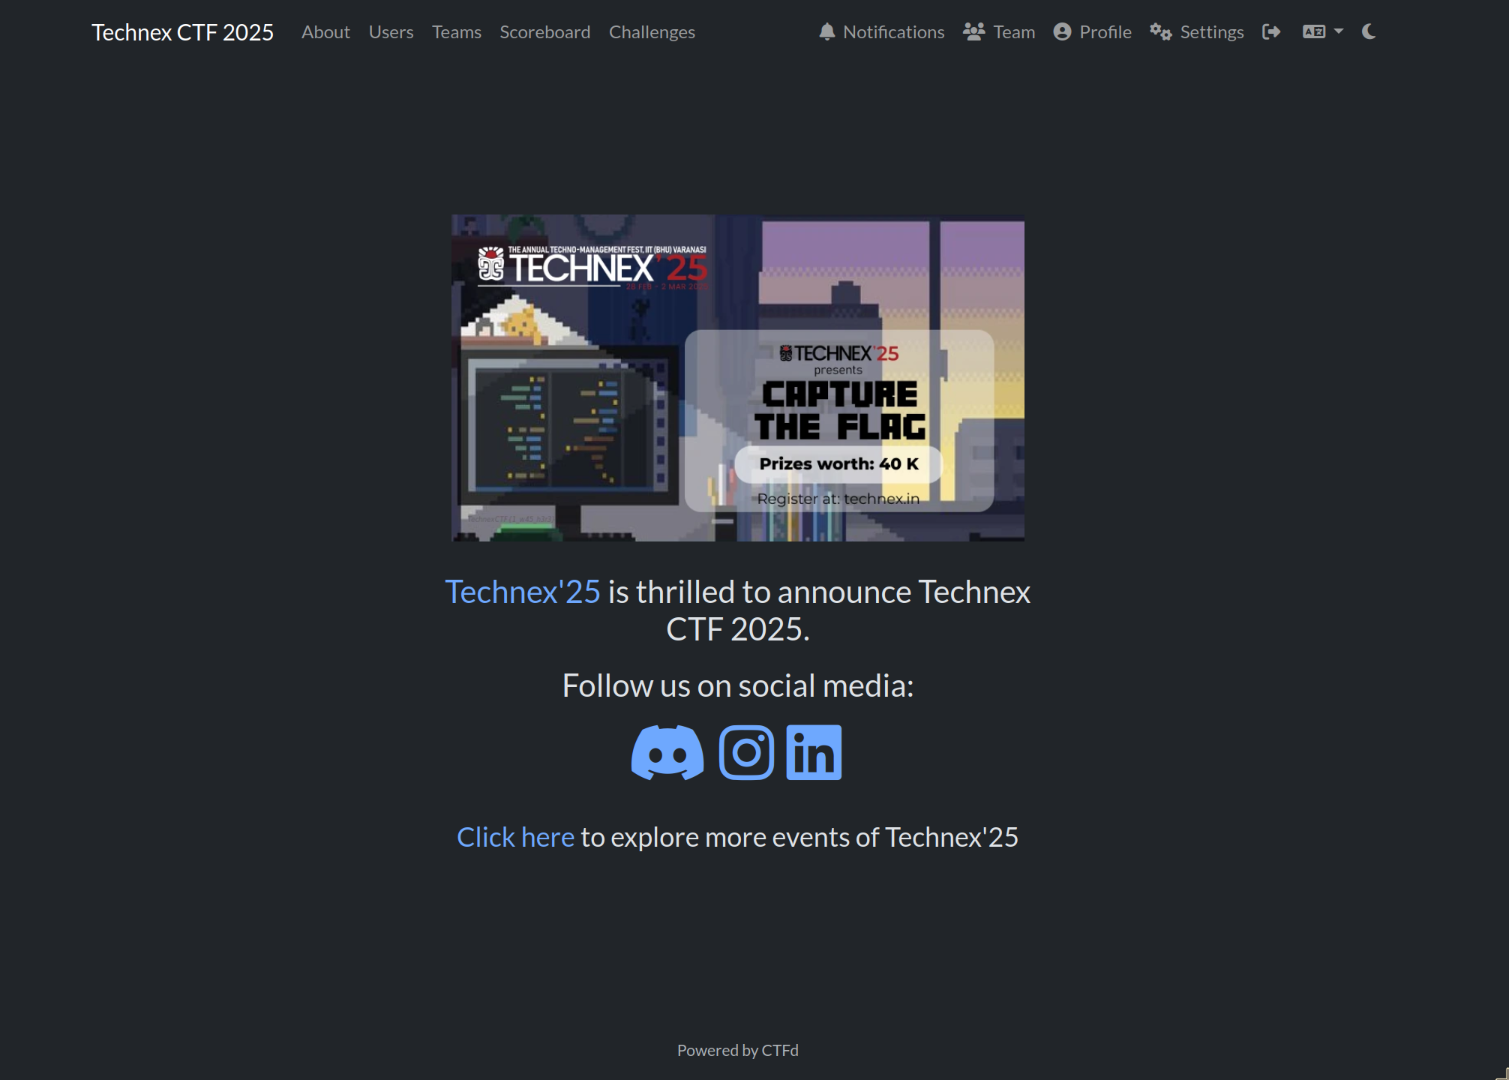 Technex CTF 2025 About Users Teams Scoreboard Challenges Notifications Team Profile Settings
THE ANNUAL TECHNO-MANAGEMENT FEST, IIT (BHU) VARANASI
TECHNEX'25
TECHNEX'25
presents
CAPTURE
THE FLAG
Prizes worth: 40 K
Register at: technex.in
Technex'25 is thrilled to announce Technex
CTF 2025.
Follow us on social media:
Click here to explore more events of Technex'25
Powered by CTFd